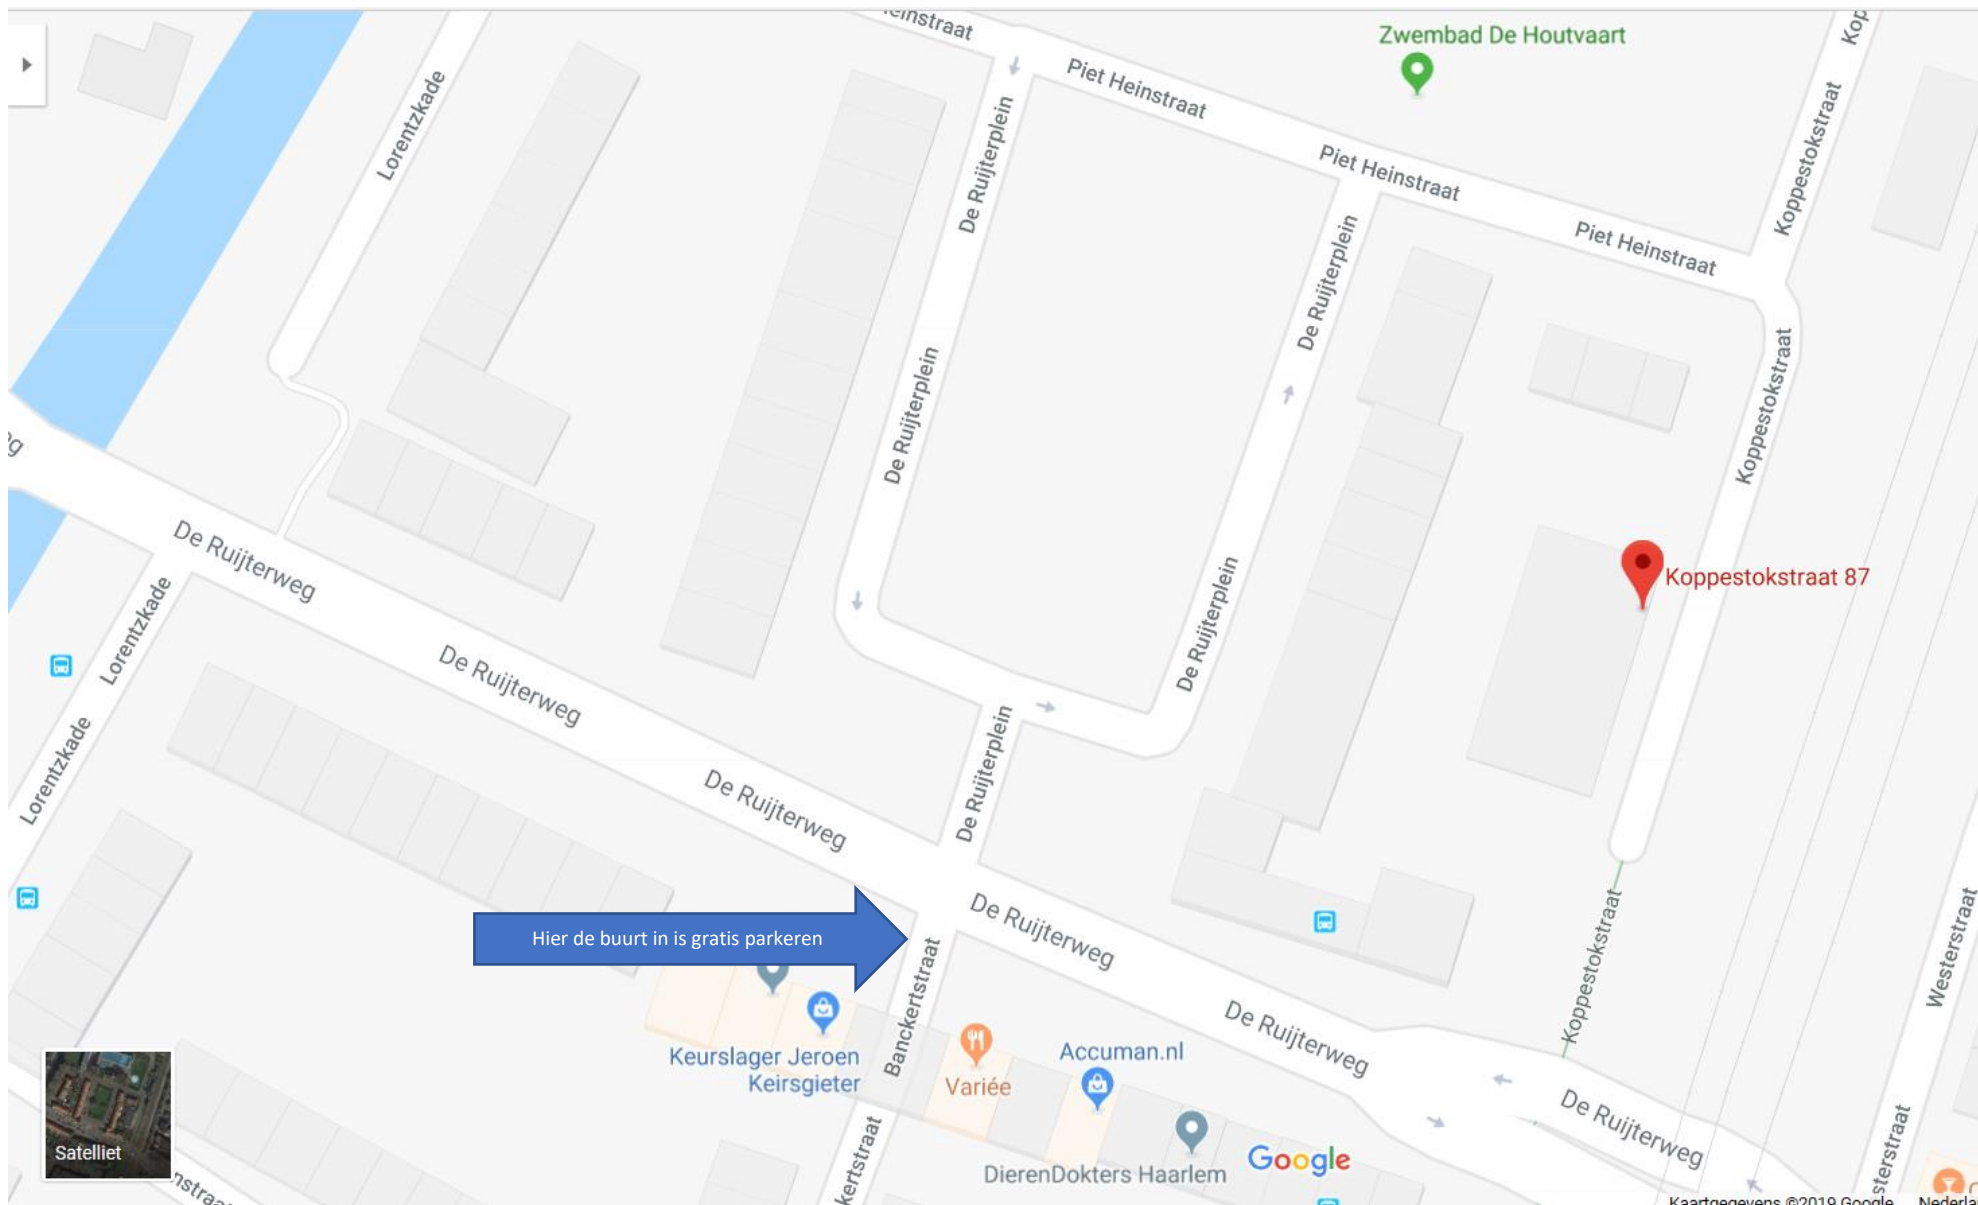 Zwembad De Houtvaart
Piet Heinstraat
Piet Heinstraat
Piet Heinstraat
Lorentzkade
De Ruijterplein
De Ruijterplein
De Ruijterplein
De Ruijterplein
De Ruijterplein
Koppestokstraat
Koppestokstraat
Koppestokstraat 87
De Ruijterweg
Lorentzkade
Lorentzkade
De Ruijterweg
De Ruijterweg
De Ruijterweg
De Ruijterweg
De Ruijterweg
Hier de buurt in is gratis parkeren
Banckertstraat
Koppestokstraat
Westerstraat
Keurslager Jeroen
Keirsgieter
Variée
Accuman.nl
DierenDokters Haarlem
Google
Satelliet
Kaartgegevens ©2019 Google